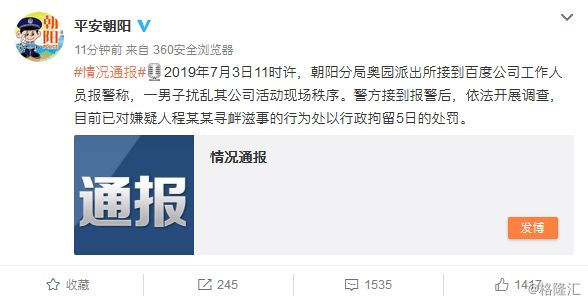 朝阳
平安朝阳
11分钟前 来自 360安全浏览器
#情况通报#2019年7月3日11时许，朝阳分局奥园派出所接到百度公司工作人
员报警称，一男子扰乱其公司活动现场秩序。警方接到报警后，依法开展调查，
目前已对嫌疑人程某某寻衅滋事的行为处以行政拘留5日的处罚。
通报
情况通报
发博
收藏
245
1535
1417
@格隆汇